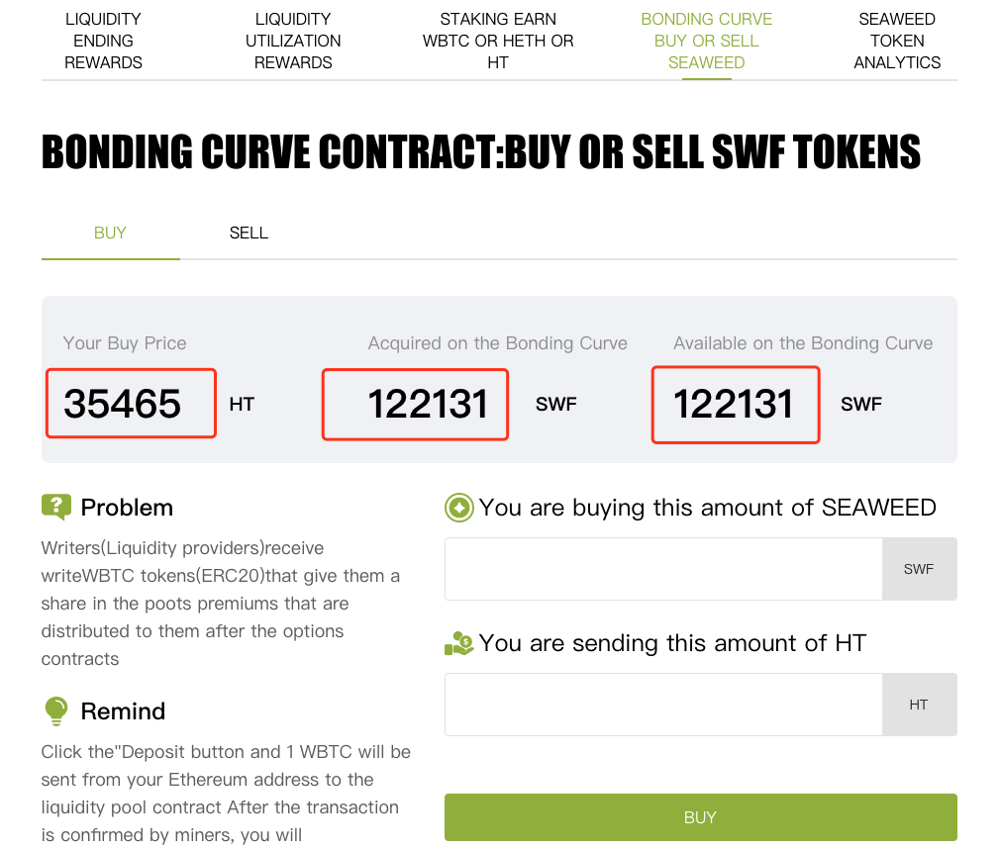 LIQUIDITY
ENDING
REWARDS
LIQUIDITY
UTILIZATION
REWARDS
STAKING EARN
WBTC OR HETH OR
HT
BONDING CURVE
BUY OR SELL
SEAWEED
SEAWEED
TOKEN
ANALYTICS
BONDING CURVE CONTRACT:BUY OR SELL SWF TOKENS
BUY
SELL
Your Buy Price
Acquired on the Bonding Curve
Available on the Bonding Curve
35465 HT
122131 SWF
122131 SWF
Problem
Writers(Liquidity providers)receive
writeWBTC tokens(ERC20)that give them a
share in the poots premiums that are
distributed to them after the options
contracts
Remind
Click the"Deposit button and 1 WBTC will be
sent from your Ethereum address to the
liquidity pool contract After the transaction
is confirmed by miners, you will
You are buying this amount of SEAWEED
SWF
You are sending this amount of HT
HT
BUY